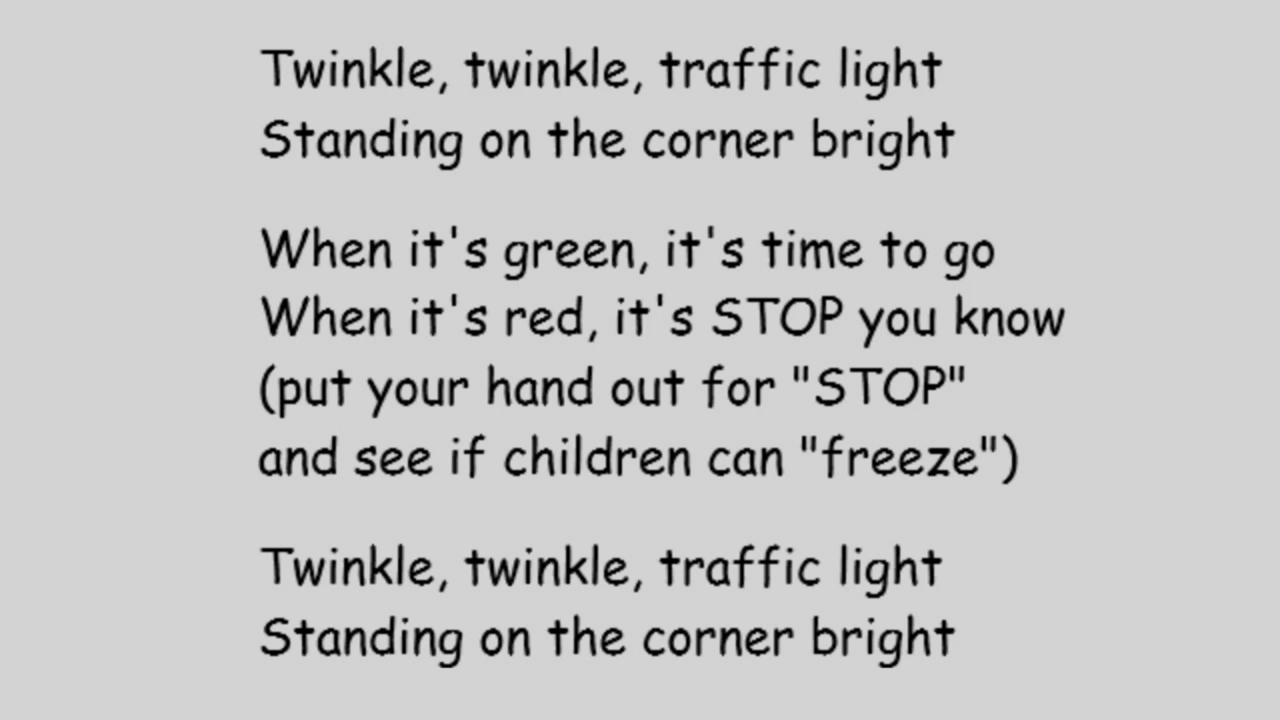 Twinkle, twinkle, traffic light
Standing on the corner bright
When it's green, it's time to go
When it's red, it's STOP you know
(put your hand out for "STOP"
and see if children can "freeze")
Twinkle, twinkle, traffic light
Standing on the corner bright